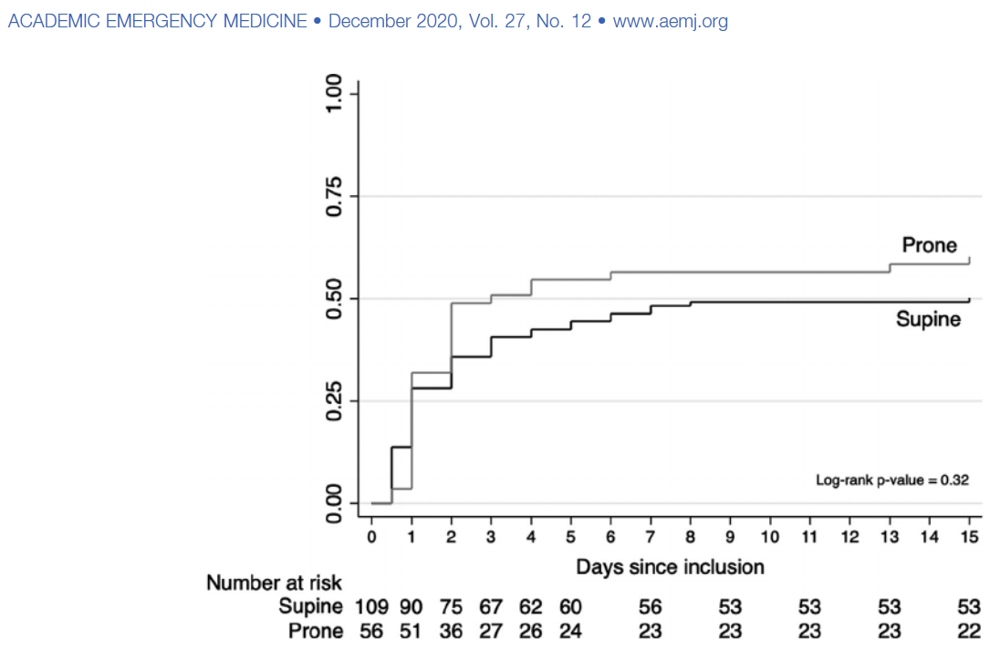 ACADEMIC EMERGENCY MEDICINE • December 2020, Vol. 27, No. 12 • www.aemj.org
1.00
0.75
0.50
0.25
0.00
Prone
Supine
Log-rank p-value = 0.32
0 1 2 3 4 5 6 7 8 9 10 11 12 13 14 15
Days since inclusion
Number at risk
Supine 109 90 75 67 62 60 56 53 53 53 53
Prone 56 51 36 27 26 24 23 23 23 23 22